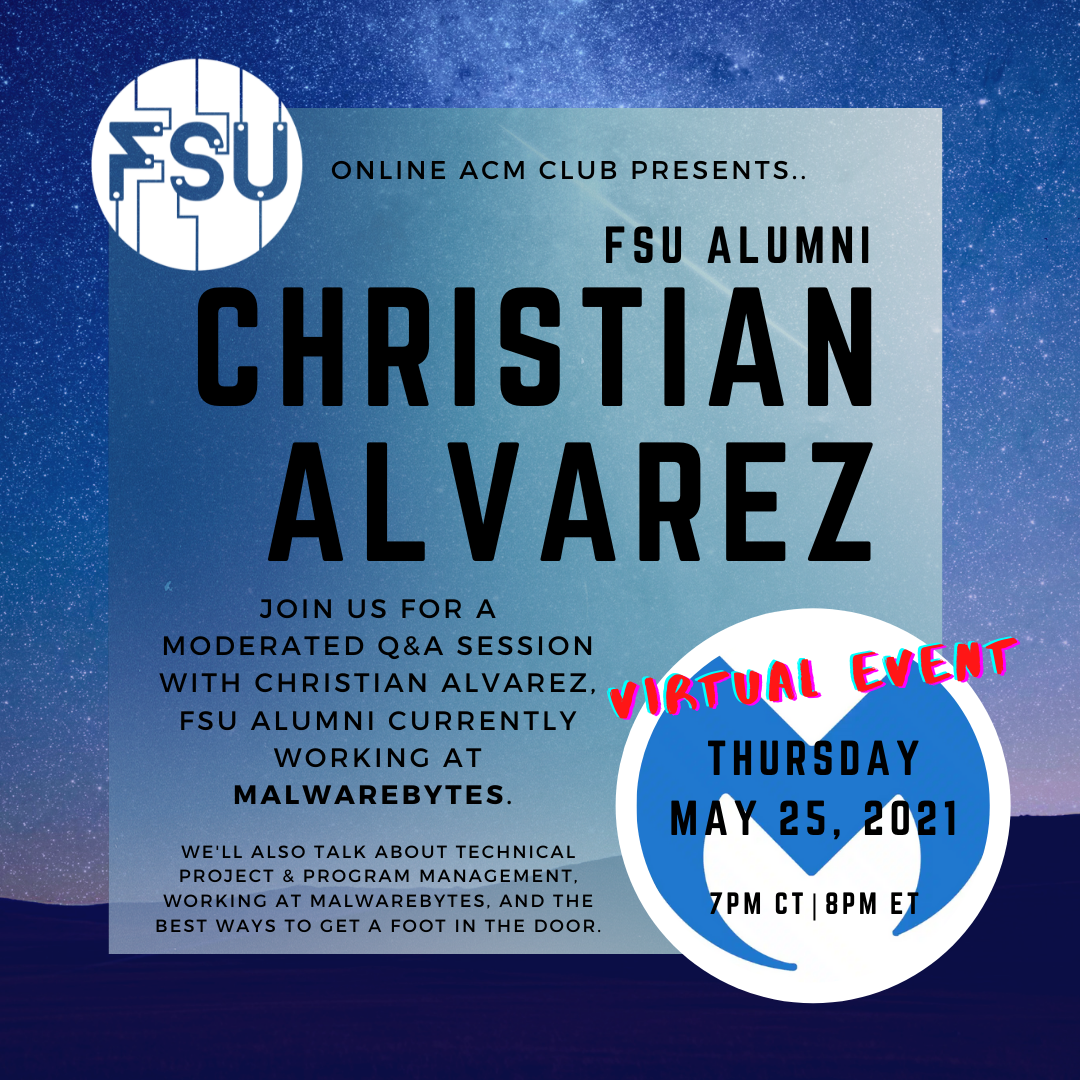 FSU
ONLINE ACM CLUB PRESENTS..
FSU ALUMNI
CHRISTIAN
ALVAREZ
JOIN US FOR A
MODERATED Q&A SESSION
WITH CHRISTIAN ALVAREZ,
FSU ALUMNI CURRENTLY
WORKING AT
MALWAREBYTES.
WE'LL ALSO TALK ABOUT TECHNICAL
PROJECT & PROGRAM MANAGEMENT,
WORKING AT MALWAREBYTES, AND THE
BEST WAYS TO GET A FOOT IN THE DOOR.
VIRTUAL EVENT
THURSDAY
MAY 25, 2021
7PM CT|8PM ET